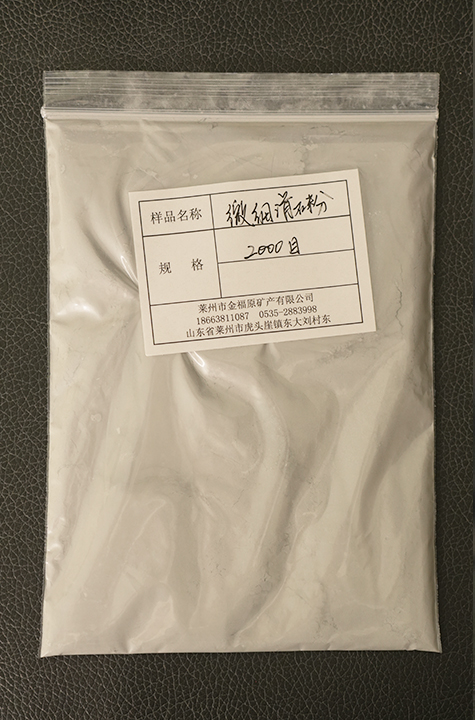 样品名称 微细滑石粉
规 格 2000目
莱州市金福原矿产有限公司
18663811087 0535-2883998
山东省莱州市虎头崖镇东大刘村东